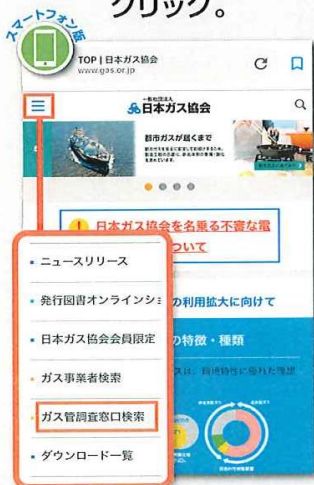 クリック。
スマートフォン版
TOP | 日本ガス協会
www.gas.or.jp
一般社団法人
日本ガス協会
都市ガスが届くまで
日本ガス協会を名乗る不審な電
ついて
ニュースリリース
の利用拡大に向けて
発行図書オンラインショ
日本ガス協会会員限定
の特徴・種類
ガス事業者検索
ガス管調査窓口検索
ダウンロード一覧